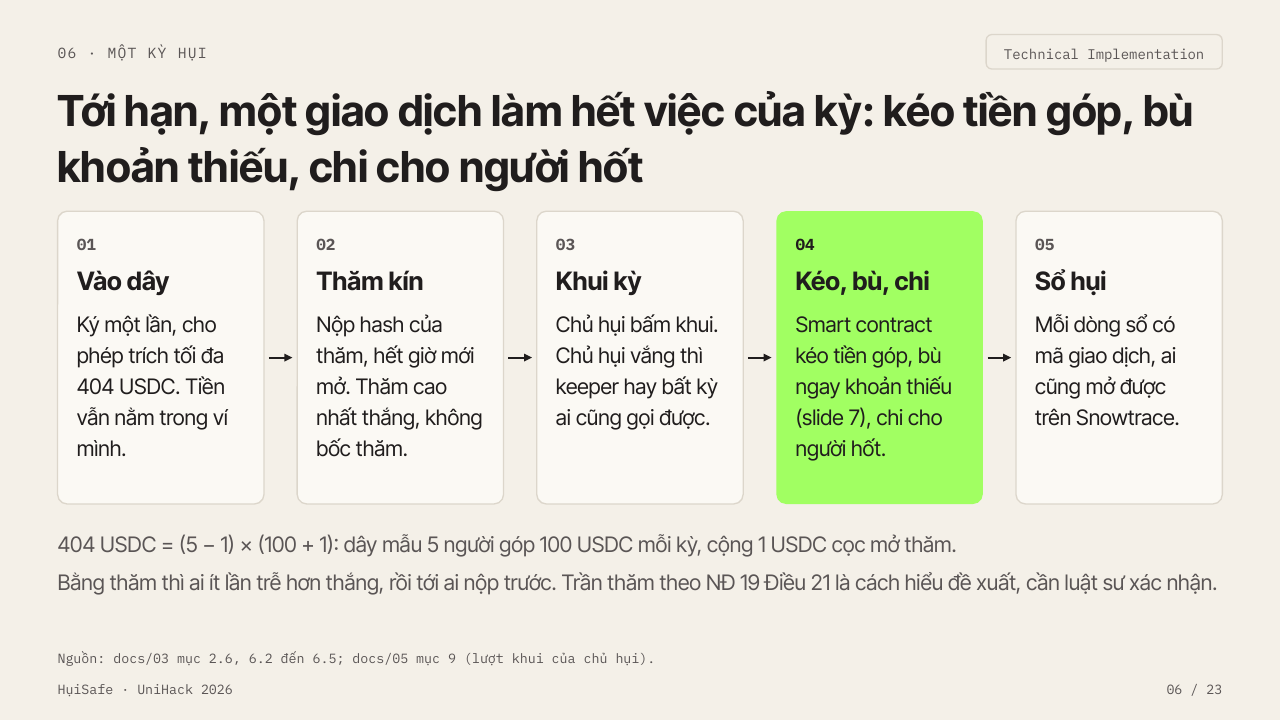 06 · MỘT KỲ HỤI
Technical Implementation
Tới hạn, một giao dịch làm hết việc của kỳ: kéo tiền góp, bù
khoản thiếu, chi cho người hốt
01
Vào dây
Ký một lần, cho
phép trích tối đa
404 USDC. Tiền
vẫn nằm trong ví
mình.
02
Thăm kín
Nộp hash của
thăm, hết giờ mới
mở. Thăm cao
nhất thắng, không
bốc thăm.
03
Khui kỳ
Chủ hụi bấm khui.
Chủ hụi vắng thì
keeper hay bất kỳ
ai cũng gọi được.
04
Kéo, bù, chi
Smart contract
kéo tiền góp, bù
ngay khoản thiếu
(slide 7), chi cho
người hốt.
05
Sổ hụi
Mỗi dòng sổ có
mã giao dịch, ai
cũng mở được
trên Snowtrace.
404 USDC = (5 − 1) × (100 + 1): dây mẫu 5 người góp 100 USDC mỗi kỳ, cộng 1 USDC cọc mở thăm.
Bằng thăm thì ai ít lần trễ hơn thắng, rồi tới ai nộp trước. Trần thăm theo NĐ 19 Điều 21 là cách hiểu đề xuất, cần luật sư xác nhận.
Nguồn: docs/03 mục 2.6, 6.2 đến 6.5; docs/05 mục 9 (lượt khui của chủ hụi).
HụiSafe · UniHack 2026
06 / 23